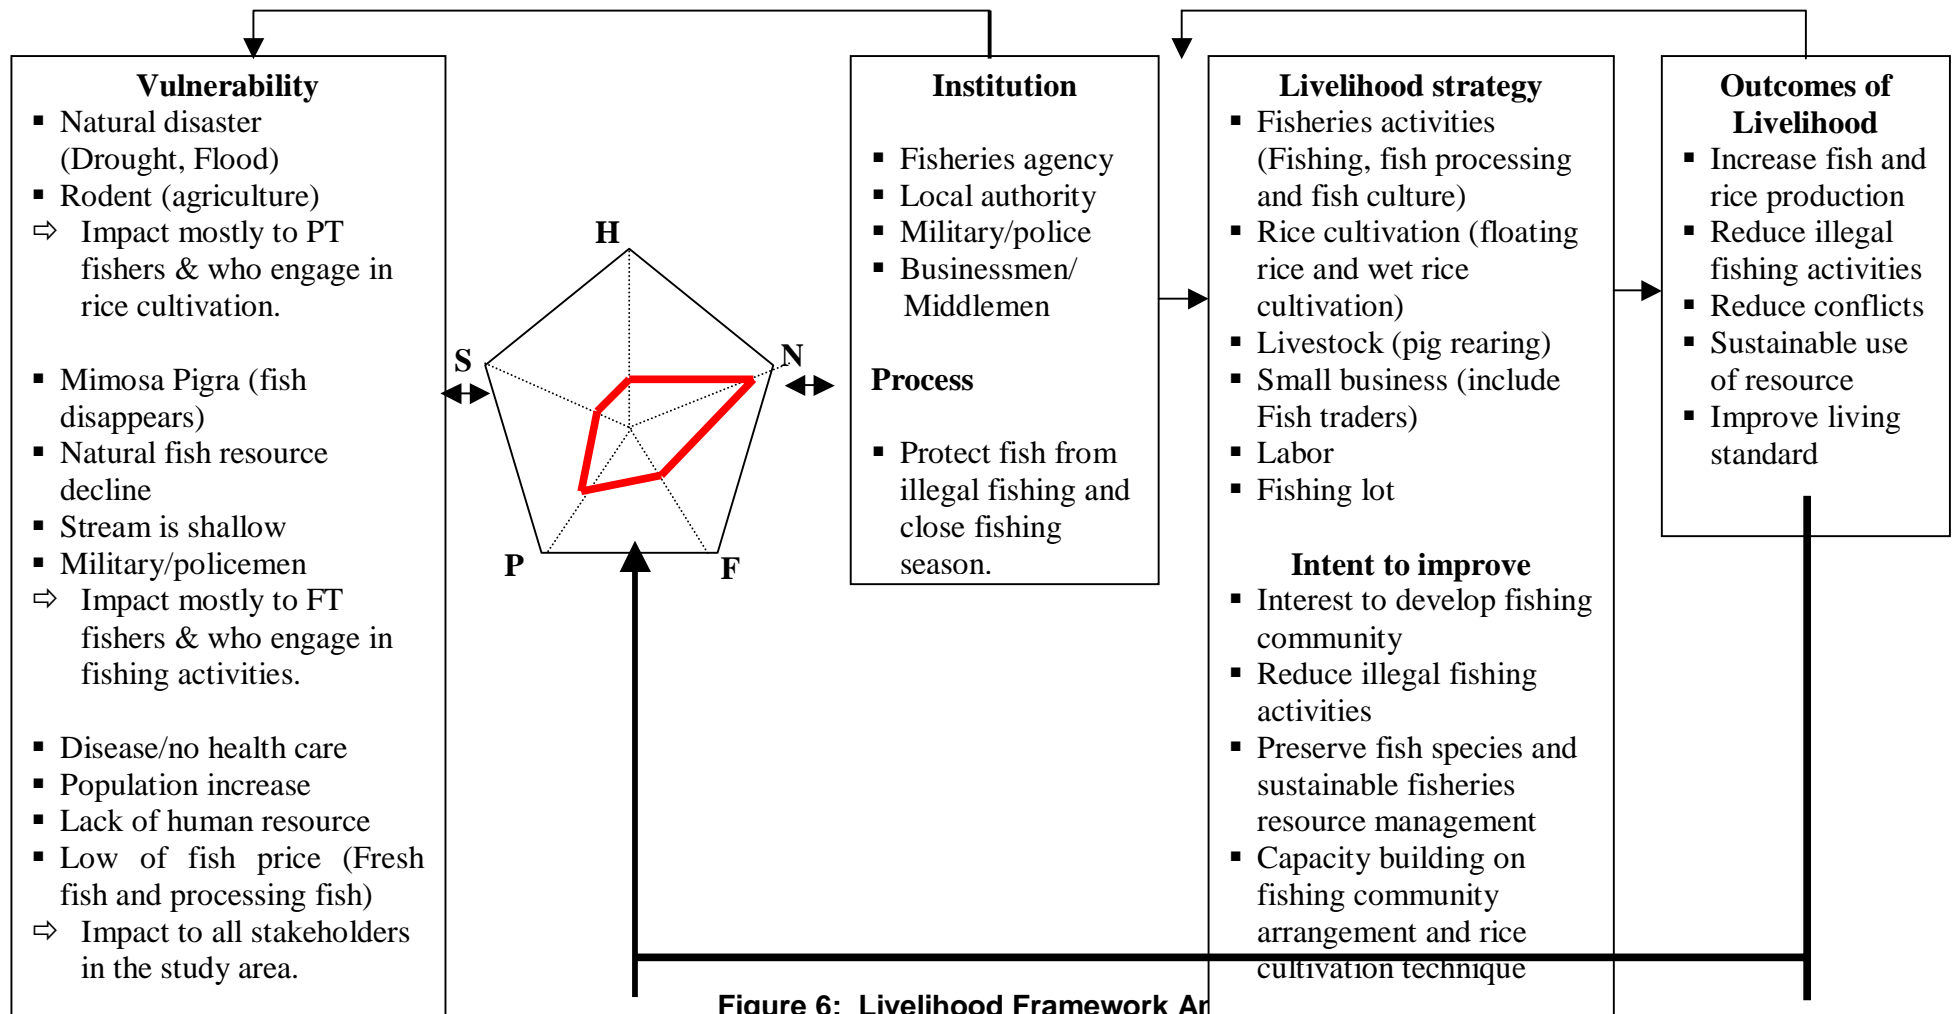 Vulnerability
▪ Natural disaster
(Drought, Flood)
▪ Rodent (agriculture)
⇨ Impact mostly to PT
fishers & who engage in
rice cultivation.
▪ Mimosa Pigra (fish
disappears)
▪ Natural fish resource
decline
▪ Stream is shallow
▪ Military/policemen
⇨ Impact mostly to FT
fishers & who engage in
fishing activities.
▪ Disease/no health care
▪ Population increase
▪ Lack of human resource
▪ Low of fish price (Fresh
fish and processing fish)
⇨ Impact to all stakeholders
in the study area.
H
S
N
P
F
Institution
▪ Fisheries agency
▪ Local authority
▪ Military/police
▪ Businessmen/
Middlemen
Process
▪ Protect fish from
illegal fishing and
close fishing
season.
Livelihood strategy
▪ Fisheries activities
(Fishing, fish processing
and fish culture)
▪ Rice cultivation (floating
rice and wet rice
cultivation)
▪ Livestock (pig rearing)
▪ Small business (include
Fish traders)
▪ Labor
▪ Fishing lot
Intent to improve
▪ Interest to develop fishing
community
▪ Reduce illegal fishing
activities
▪ Preserve fish species and
sustainable fisheries
resource management
▪ Capacity building on
fishing community
arrangement and rice
cultivation technique
Outcomes of
Livelihood
▪ Increase fish and
rice production
▪ Reduce illegal
fishing activities
▪ Reduce conflicts
▪ Sustainable use
of resource
▪ Improve living
standard
Figure 6: Livelihood Framework